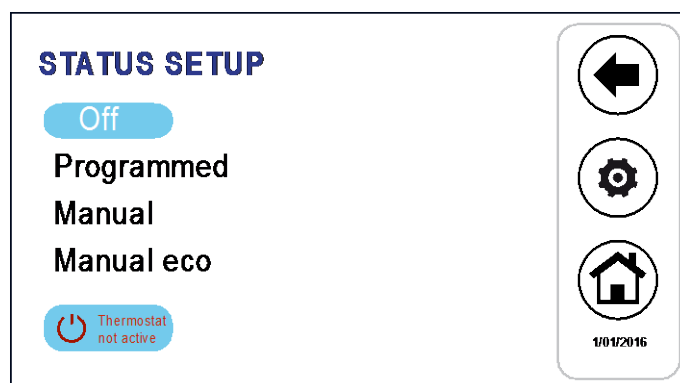 STATUS SETUP
Off
Programmed
Manual
Manual eco
Thermostat
not active
1/01/2016